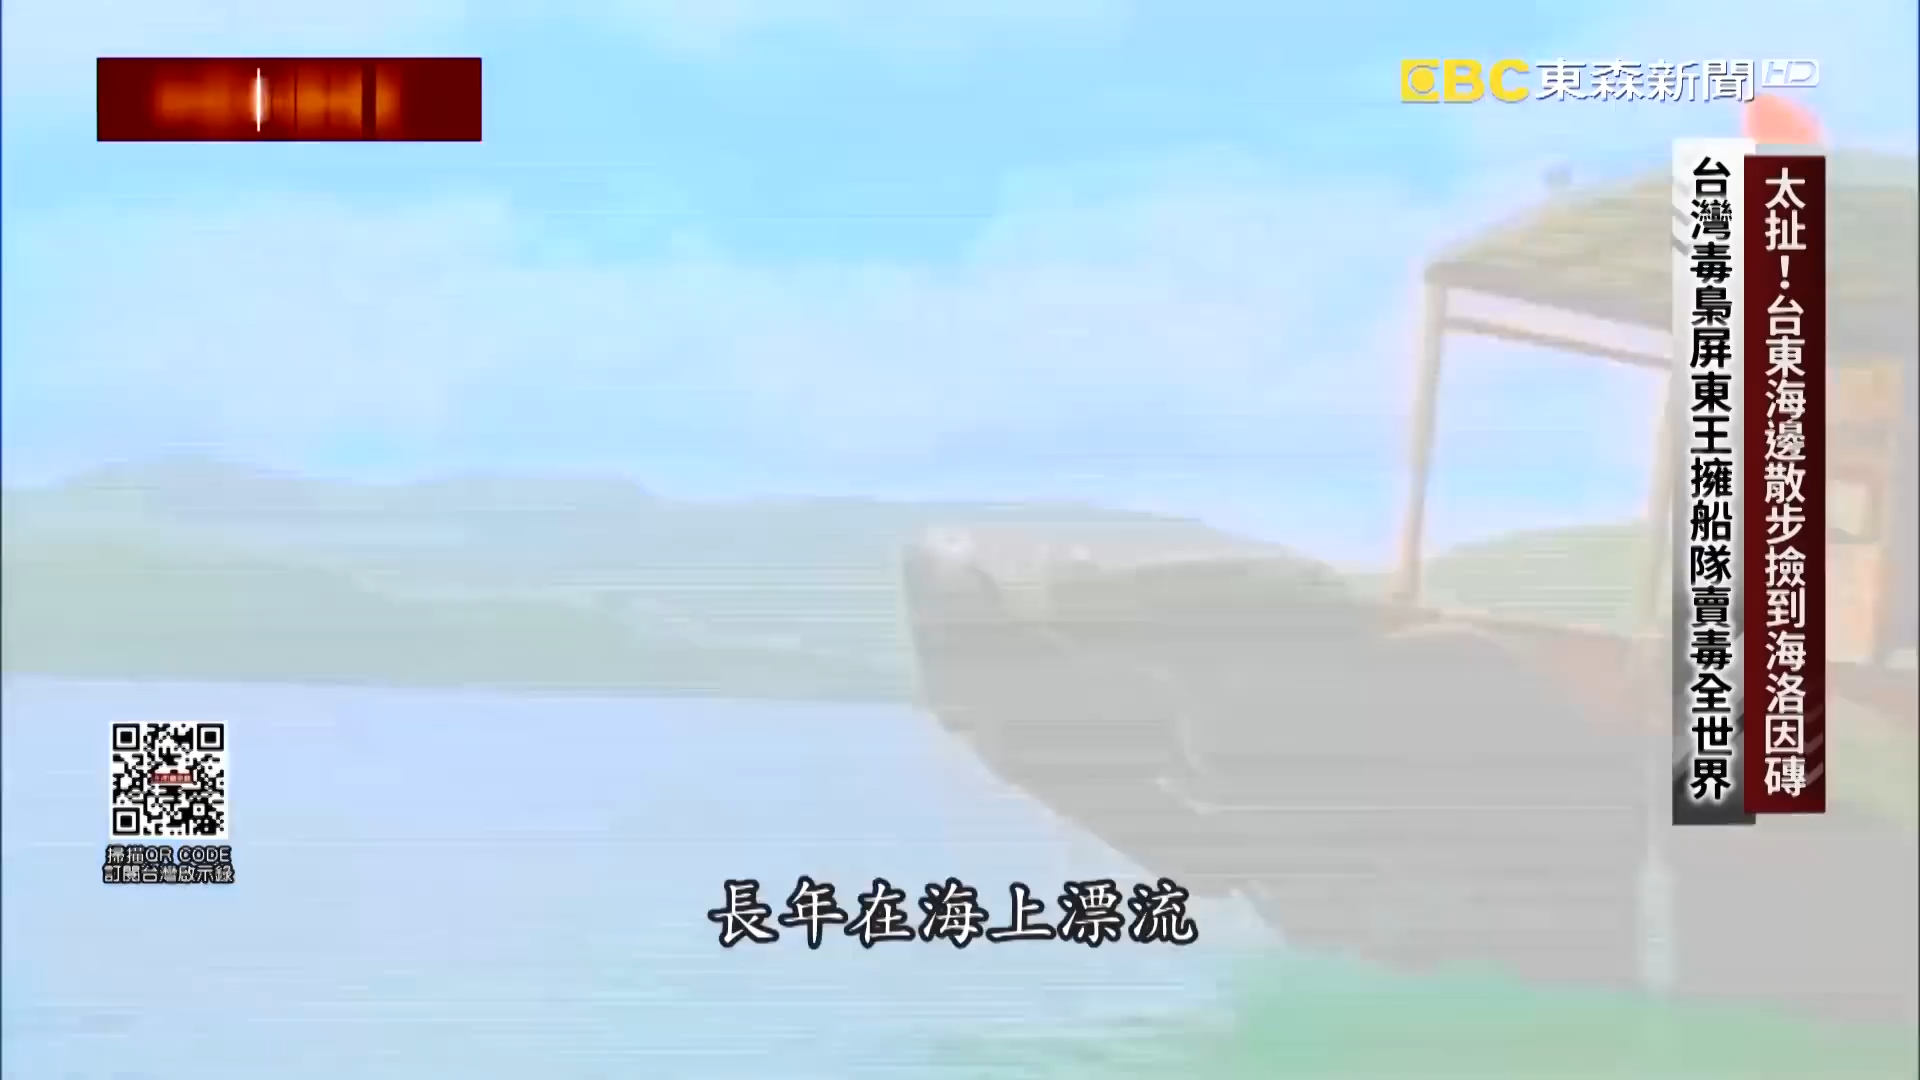 EBC東森新聞HD
太扯!台東海邊散步撿到海洛因磚
台灣毒梟屏東王擁船隊賣毒全世界
掃描QR CODE
訂閱台灣啟示錄
長年在海上漂流